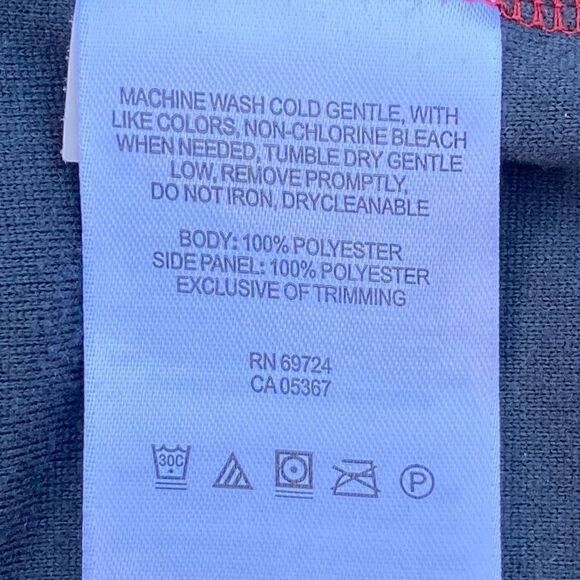 MACHINE WASH COLD GENTLE, WITH
LIKE COLORS, NON-CHLORINE BLEACH
WHEN NEEDED, TUMBLE DRY GENTLE
LOW, REMOVE PROMPTLY,
DO NOT IRON, DRYCLEANABLE
BODY: 100% POLYESTER
SIDE PANEL: 100% POLYESTER
EXCLUSIVE OF TRIMMING
RN 69724
CA 05367
30C P